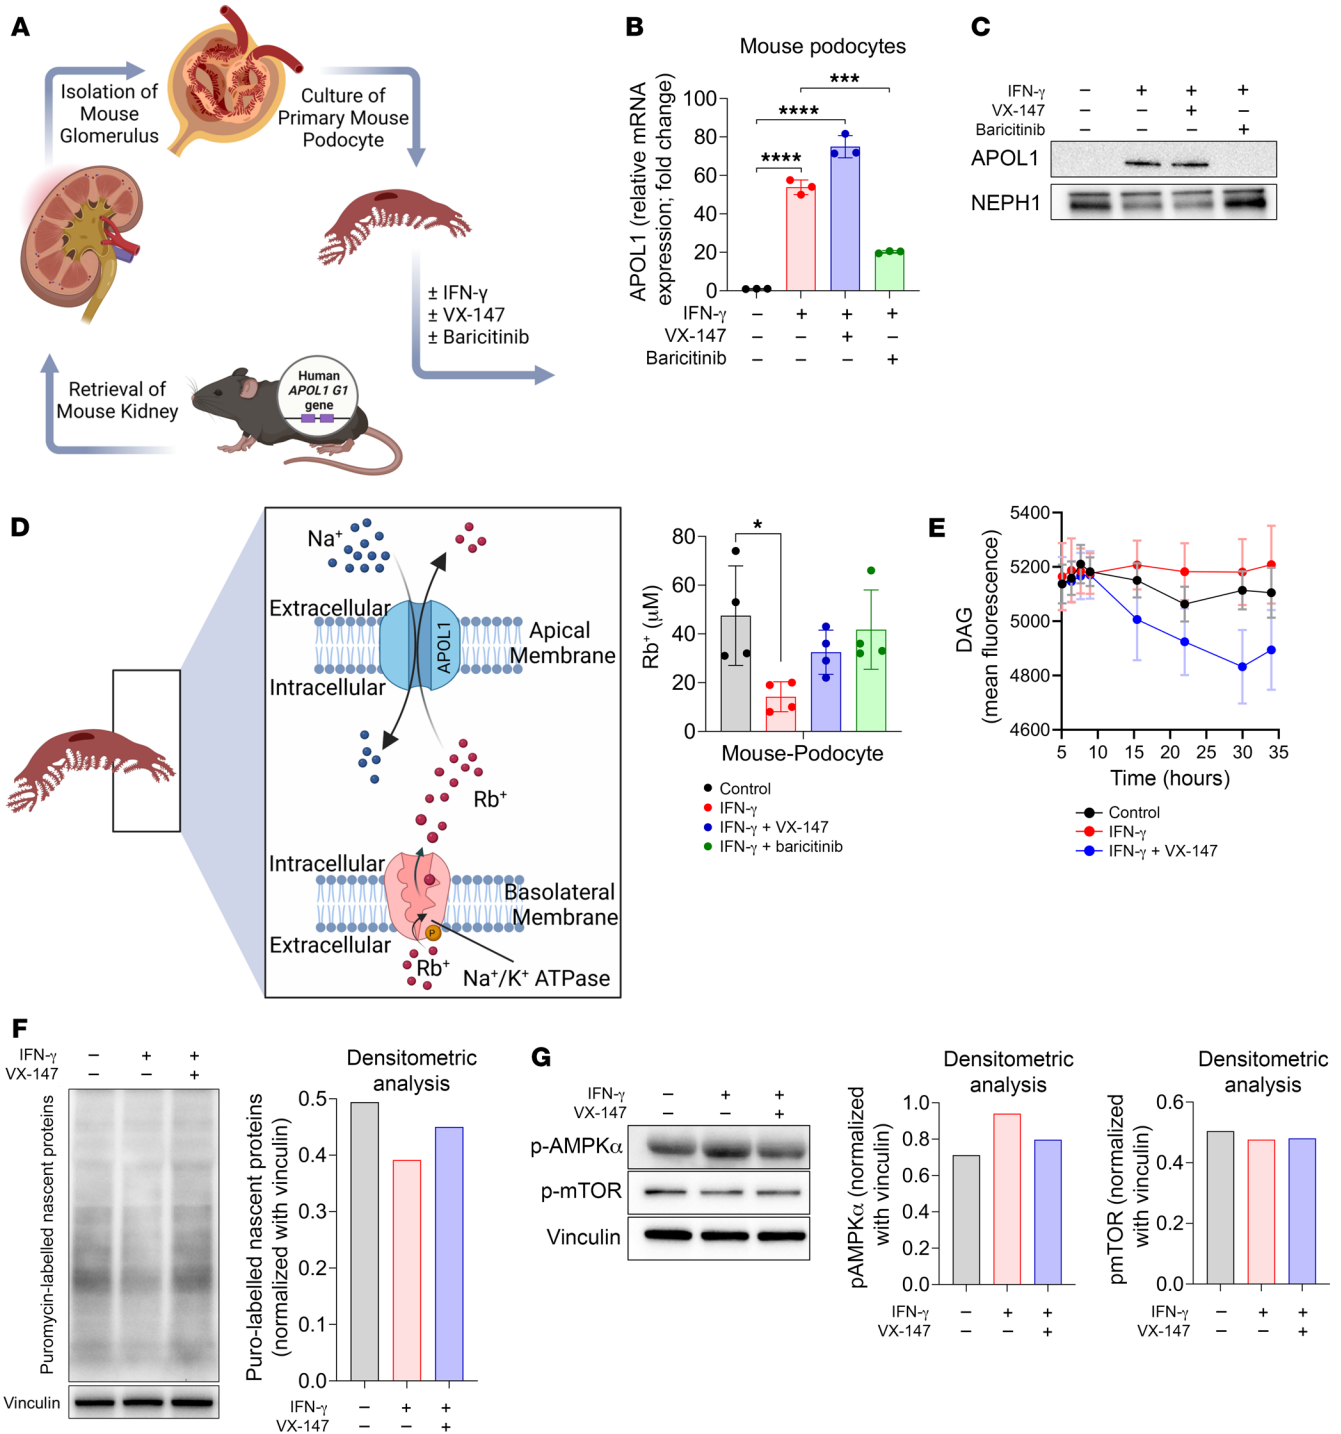 A
Isolation of
Mouse
Glomerulus
Culture of
Primary Mouse
Podocyte
± IFN-γ
± VX-147
± Baricitinib
Retrieval of
Mouse Kidney
Human
APOL1 G1
gene
B
Mouse podocytes
APOL1 (relative mRNA
expression; fold change)
100
80
60
40
20
0
****
****
***
IFN-γ – + + +
VX-147 – – + –
Baricitinib – – – +
C
IFN-γ – + + +
VX-147 – – + –
Baricitinib – – – +
APOL1
NEPH1
D
Na⁺
Extracellular
Intracellular
APOL1
Apical
Membrane
Rb⁺
Intracellular
Extracellular
Basolateral
Membrane
P
Rb⁺
Na⁺/K⁺ ATPase
Rb⁺ (μM)
80
60
40
20
0
*
Mouse-Podocyte
Control
IFN-γ
IFN-γ + VX-147
IFN-γ + baricitinib
E
DAG
(mean fluorescence)
5400
5200
5000
4800
4600
5 10 15 20 25 30 35
Time (hours)
Control
IFN-γ
IFN-γ + VX-147
F
IFN-γ – + +
VX-147 – – +
Puromycin-labelled nascent proteins
Vinculin
Densitometric
analysis
Puro-labelled nascent proteins
(normalized with vinculin)
0.5
0.4
0.3
0.2
0.1
0.0
IFN-γ – + +
VX-147 – – +
G
IFN-γ – + +
VX-147 – – +
p-AMPKα
p-mTOR
Vinculin
Densitometric
analysis
pAMPKα (normalized
with vinculin)
1.0
0.8
0.6
0.4
0.2
0.0
IFN-γ – + +
VX-147 – – +
Densitometric
analysis
pmTOR (normalized
with vinculin)
0.6
0.4
0.2
0.0
IFN-γ – + +
VX-147 – – +